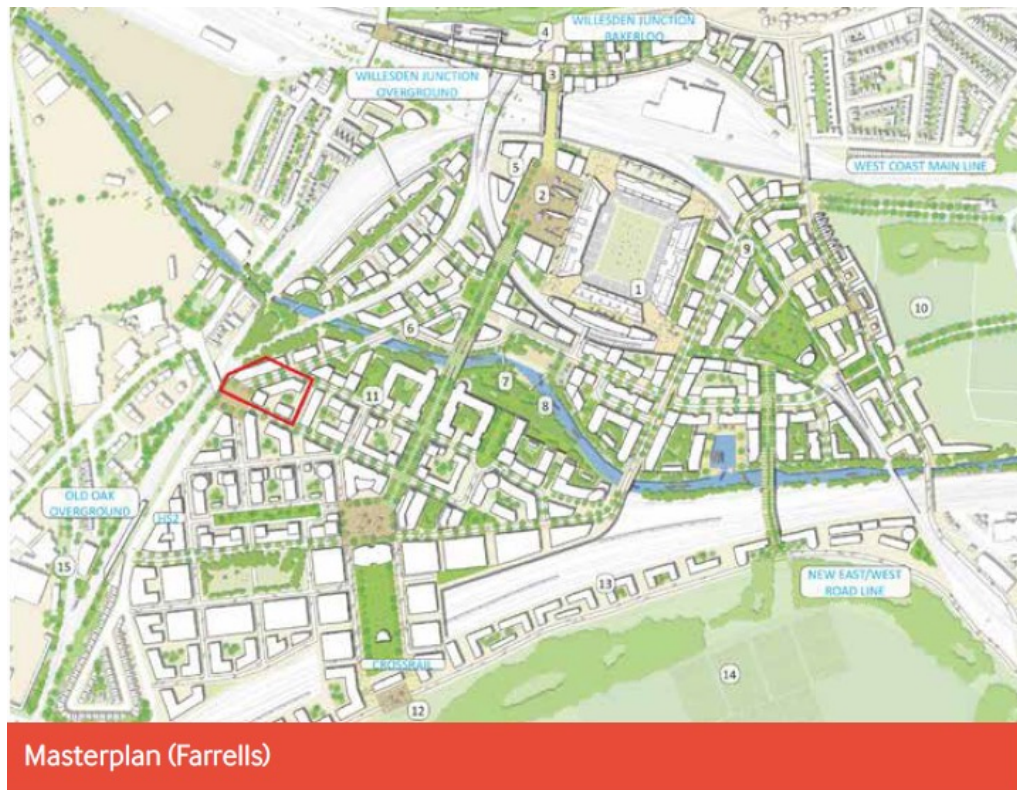 4
WILLESDEN JUNCTION
BAKERLOO
3
WILLESDEN JUNCTION
OVERGROUND
5
WEST COAST MAIN LINE
2
9
1
10
6
7
11
8
OLD OAK
OVERGROUND
HS2
15
13
NEW EAST/WEST
ROAD LINE
CROSSRAIL
14
12
Masterplan (Farrells)